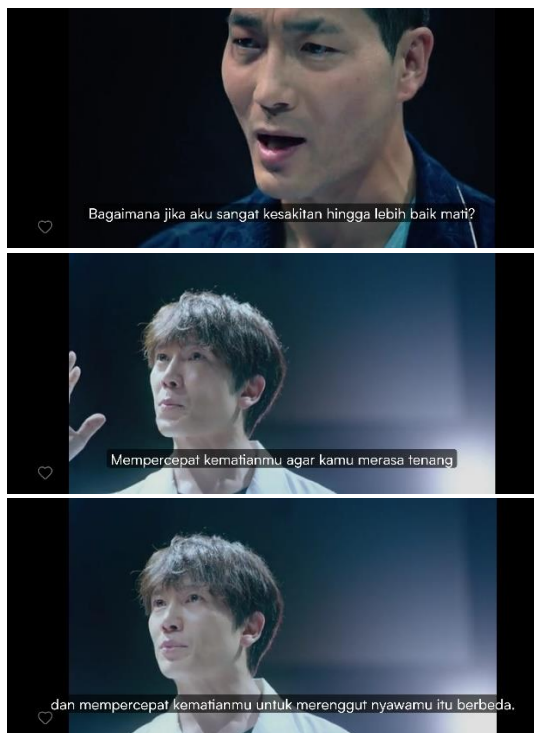 Bagaimana jika aku sangat kesakitan hingga lebih baik mati?
Mempercepat kematianmu agar kamu merasa tenang
dan mempercepat kematianmu untuk merenggut nyawamu itu berbeda.